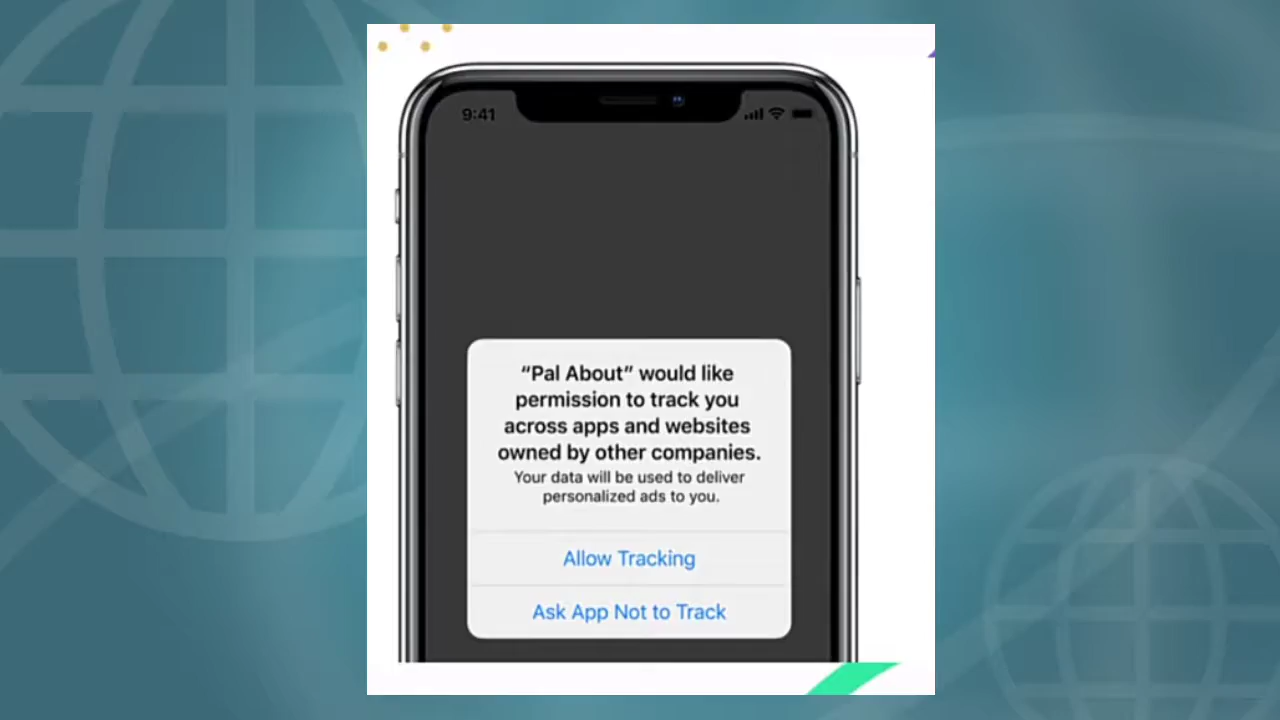 9:41
“Pal About” would like
permission to track you
across apps and websites
owned by other companies.
Your data will be used to deliver
personalized ads to you.
Allow Tracking
Ask App Not to Track